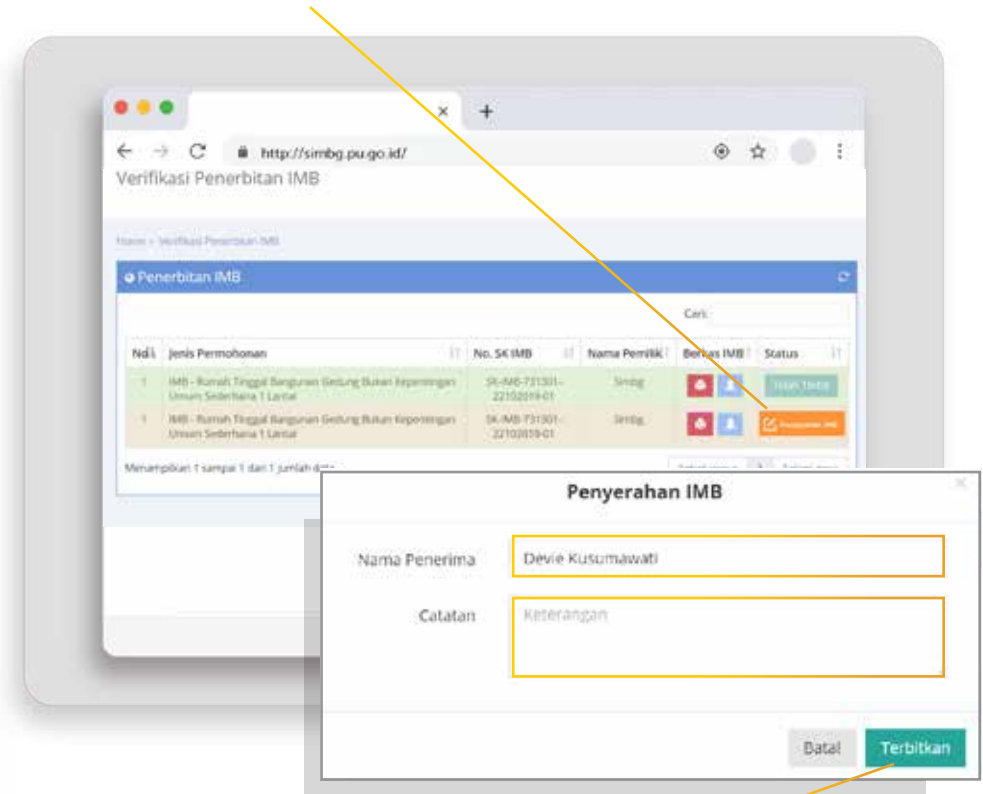 http://simbg.pu.go.id/
Verifikasi Penerbitan IMB
Home » Verifikasi Penerbitan IMB
Penerbitan IMB
Cari:
No Jenis Permohonan No. SK IMB Nama Pemilik Berkas IMB Status
1 IMB - Rumah Tinggal Bangunan Gedung Bukan Kepentingan SK-IMB-731301- Simbg Telah Terbit
Umum Sederhana 1 Lantai 22102019-01
1 IMB - Rumah Tinggal Bangunan Gedung Bukan Kepentingan SK-IMB-731301- Simbg Penyerahan IMB
Umum Sederhana 1 Lantai 22102019-01
Menampilkan 1 sampai 1 dari 1 jumlah data 1
Penyerahan IMB
Nama Penerima Devie Kusumawati
Catatan Keterangan
Batal Terbitkan